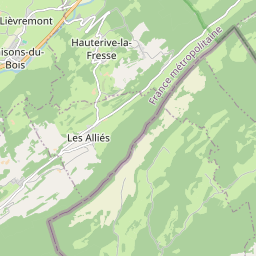 Lièvremont
Hauterive-la-
Fresse
isons-du-
Bois
France métropolitaine
Les Alliés